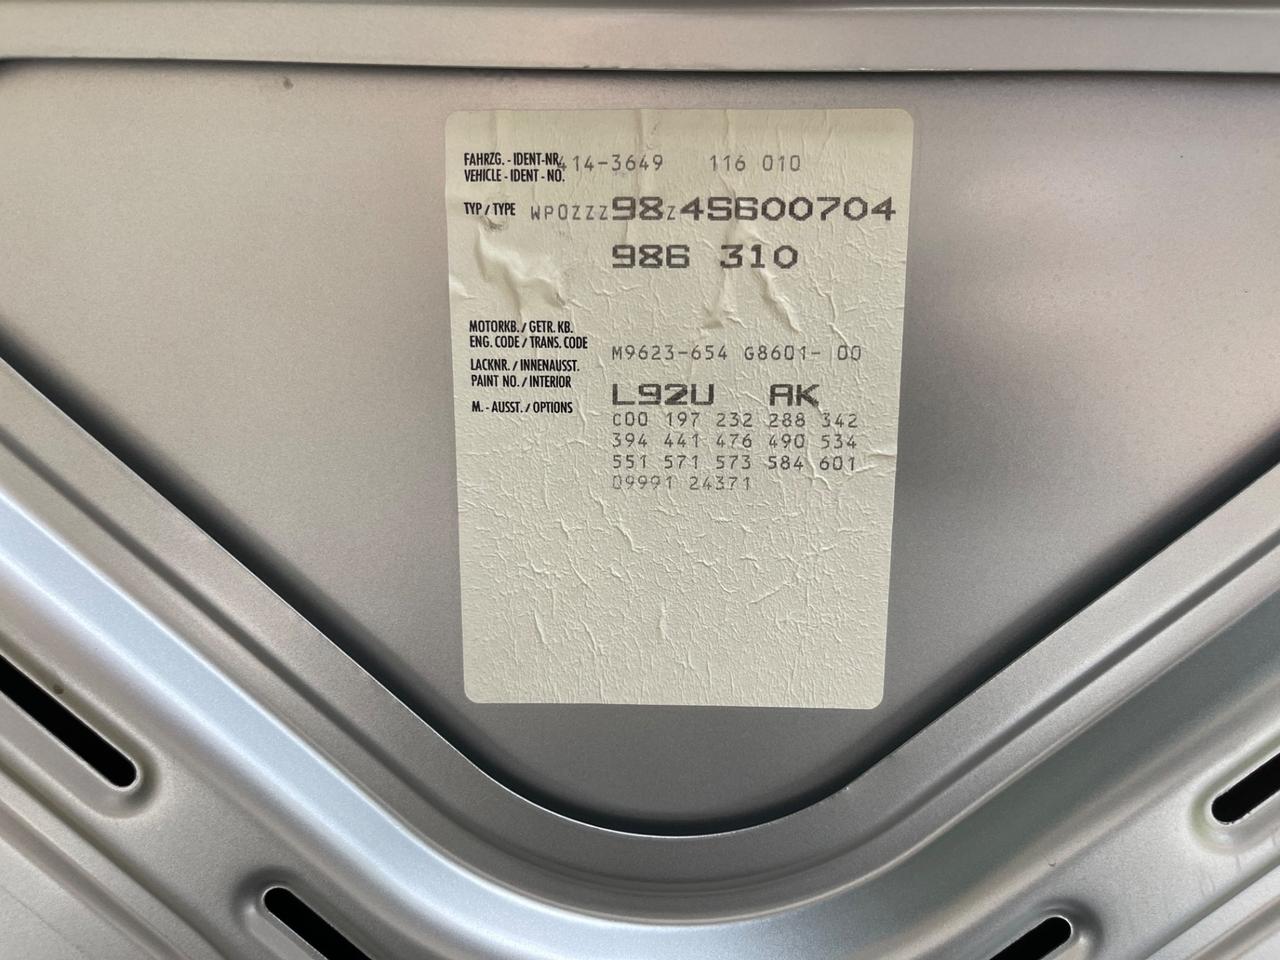 FAHRZG. - IDENT-NR. 414-3649 116 010
VEHICLE - IDENT - NO.
TYP / TYPE WP0ZZZ98Z4S600704
986 310
MOTORKB. / GETR. KB.
ENG. CODE / TRANS. CODE M9623-654 G8601- 00
LACKNR. / INNENAUSST.
PAINT NO. / INTERIOR L92U AK
M. - AUSST. / OPTIONS C00 197 232 288 342
394 441 476 490 534
551 571 573 584 601
09991 24371